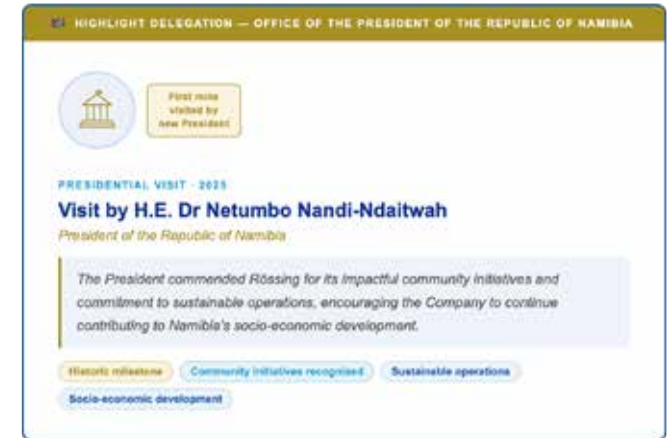 HIGHLIGHT DELEGATION — OFFICE OF THE PRESIDENT OF THE REPUBLIC OF NAMIBIA
First mine
visited by
new President
PRESIDENTIAL VISIT · 2025
Visit by H.E. Dr Netumbo Nandi-Ndaitwah
President of the Republic of Namibia
The President commended Rössing for its impactful community initiatives and
commitment to sustainable operations, encouraging the Company to continue
contributing to Namibia's socio-economic development.
Historic milestone Community initiatives recognised Sustainable operations
Socio-economic development